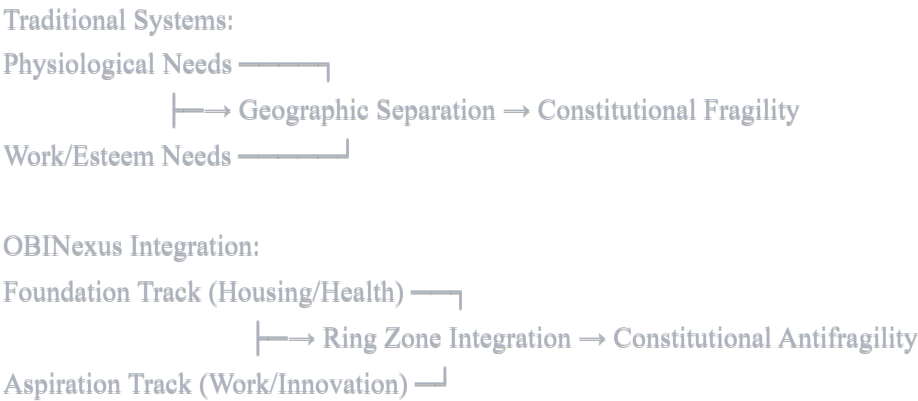 Traditional Systems:
Physiological Needs ──────┐
├─→ Geographic Separation → Constitutional Fragility
Work/Esteem Needs ───────┘
OBINexus Integration:
Foundation Track (Housing/Health) ───┐
├─→ Ring Zone Integration → Constitutional Antifragility
Aspiration Track (Work/Innovation) ──┘